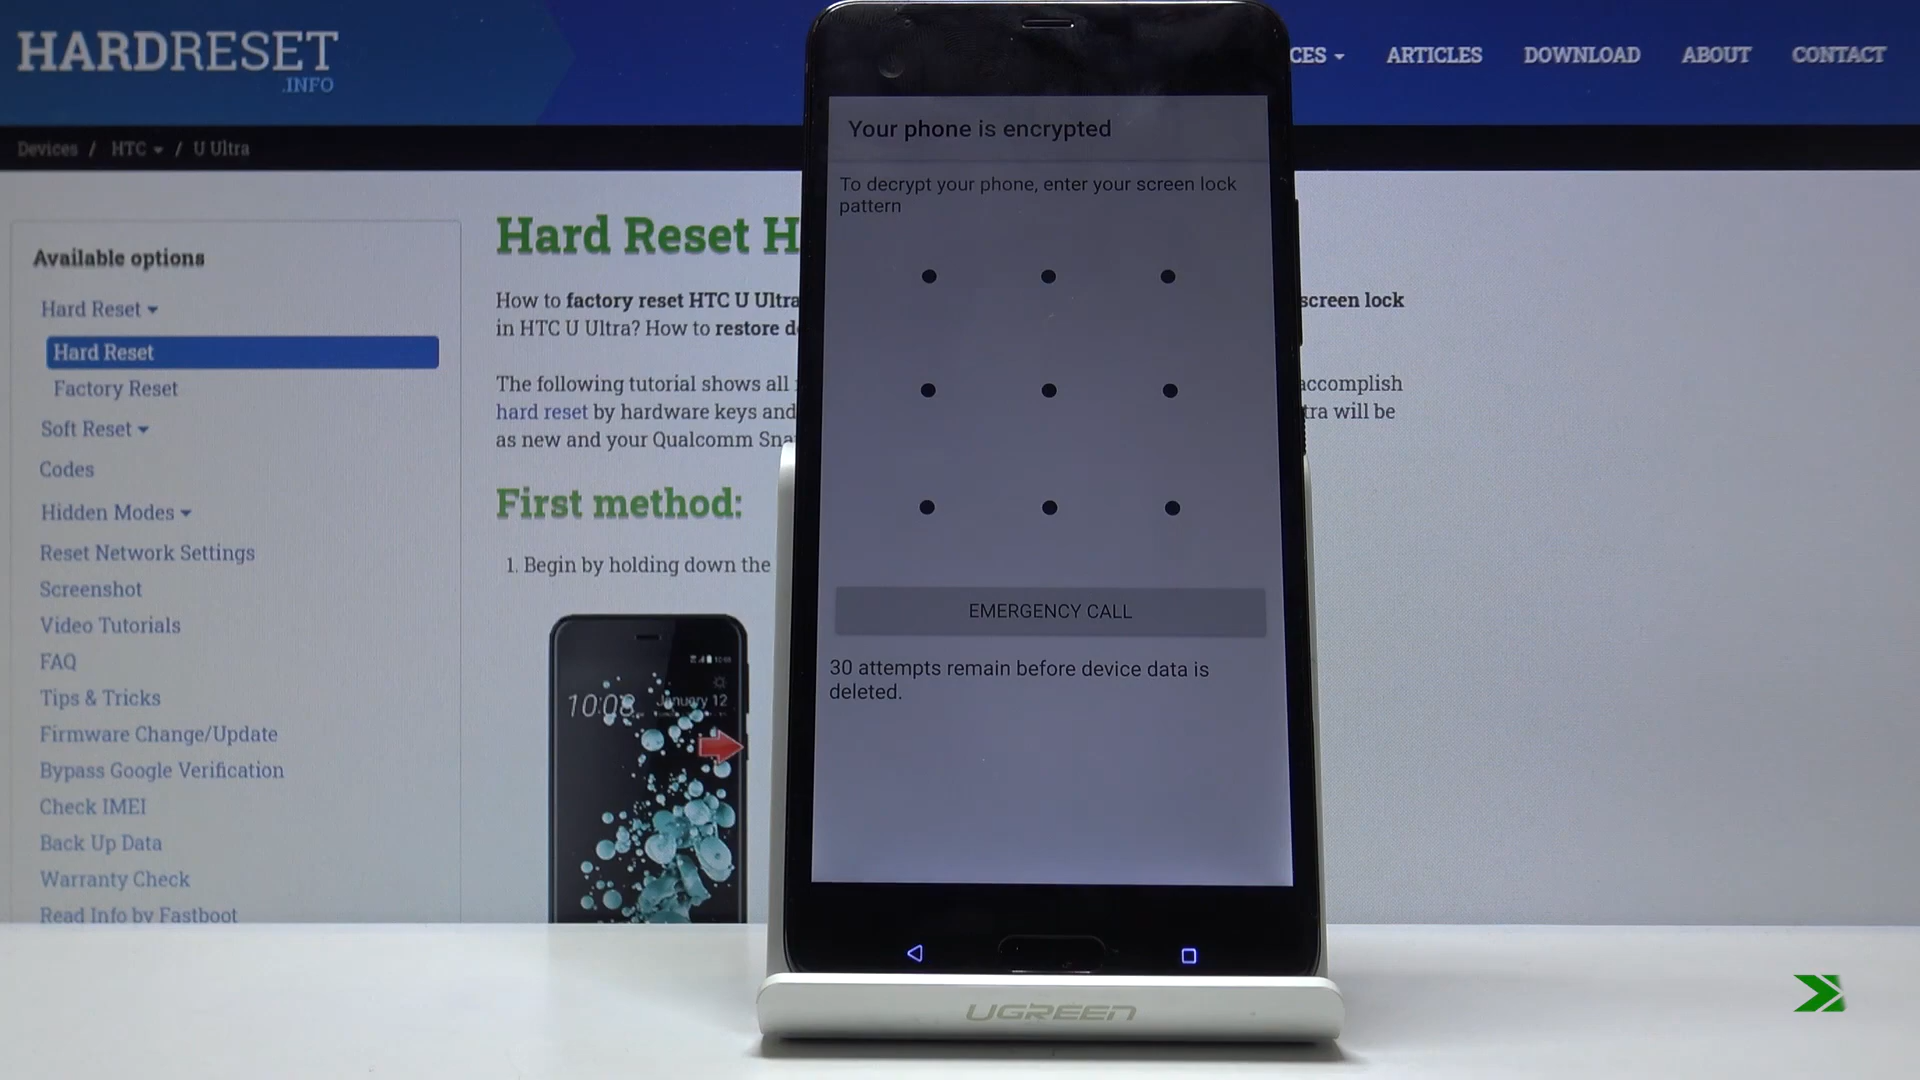 HARDRESET
.INFO
CES ARTICLES DOWNLOAD ABOUT CONTACT
Devices / HTC / U Ultra
Available options
Hard Reset
Hard Reset
Factory Reset
Soft Reset
Codes
Hidden Modes
Reset Network Settings
Screenshot
Video Tutorials
FAQ
Tips & Tricks
Firmware Change/Update
Bypass Google Verification
Check IMEI
Back Up Data
Warranty Check
Read Info by Fastboot
Hard Reset H
How to factory reset HTC U Ultra screen lock
in HTC U Ultra? How to restore d
The following tutorial shows all accomplish
hard reset by hardware keys and tra will be
as new and your Qualcomm Sna
First method:
1. Begin by holding down the
10:08 January 12
Your phone is encrypted
To decrypt your phone, enter your screen lock
pattern
EMERGENCY CALL
30 attempts remain before device data is
deleted.
UGREEN